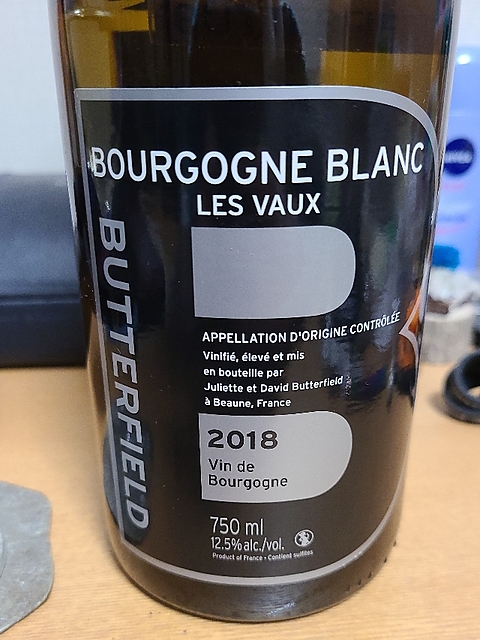 BOURGOGNE BLANC
LES VAUX
BUTTERFIELD
APPELLATION D'ORIGINE CONTRÔLÉE
Vinifié, élevé et mis
en bouteille par
Juliette et David Butterfield
à Beaune, France
2018
Vin de
Bourgogne
750 ml
12.5% alc./vol.
Product of France - Contient sulfites
NIVEA